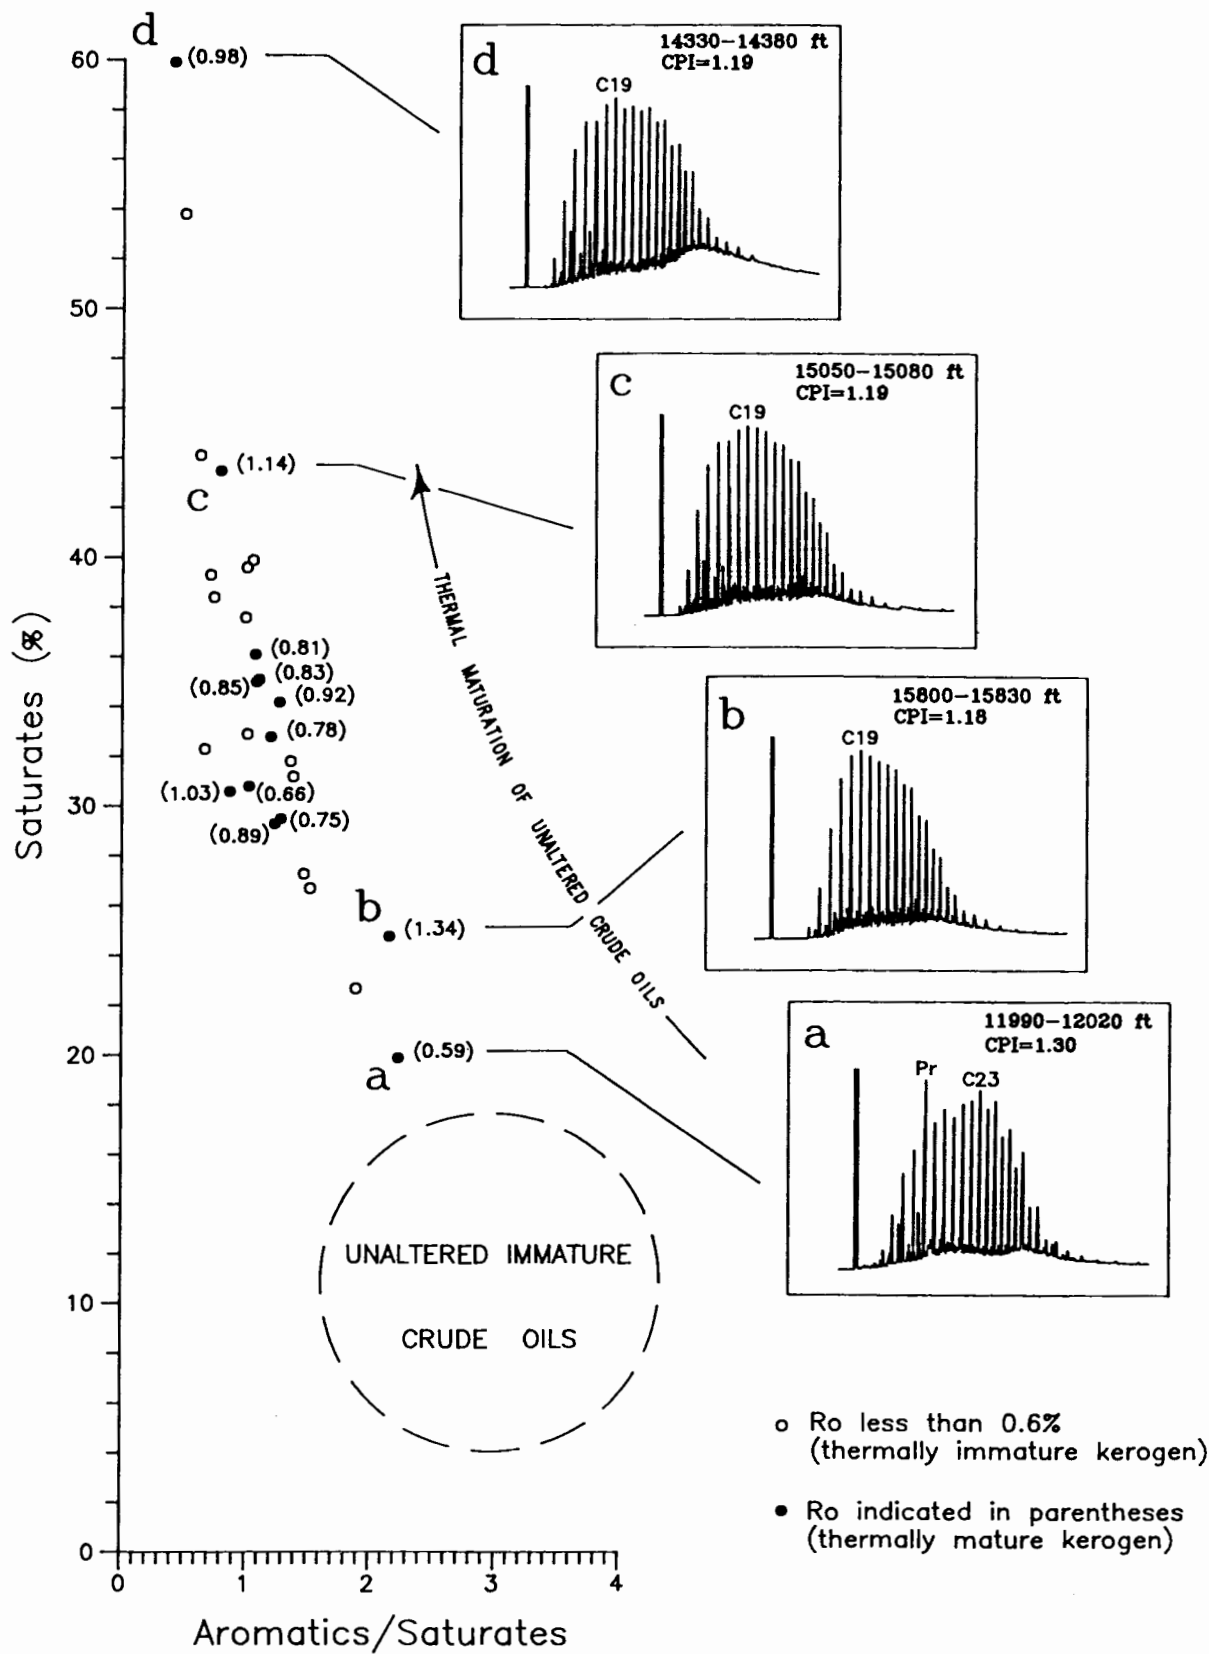 d
60
(0.98)
d
14330-14380 ft
CPI=1.19
C19
50
c
15050-15080 ft
CPI=1.19
C19
(1.14)
c
40
THERMAL MATURATION OF UNALTERED CRUDE OILS
(0.81)
(0.83)
(0.85)
(0.92)
(0.78)
b
15800-15830 ft
CPI=1.18
C19
Saturates (%)
30
(1.03)
(0.66)
(0.75)
(0.89)
b
(1.34)
20
(0.59)
a
a
11990-12020 ft
CPI=1.30
Pr
C23
UNALTERED IMMATURE
CRUDE OILS
10
Ro less than 0.6%
(thermally immature kerogen)
Ro indicated in parentheses
(thermally mature kerogen)
0
0 1 2 3 4
Aromatics/Saturates